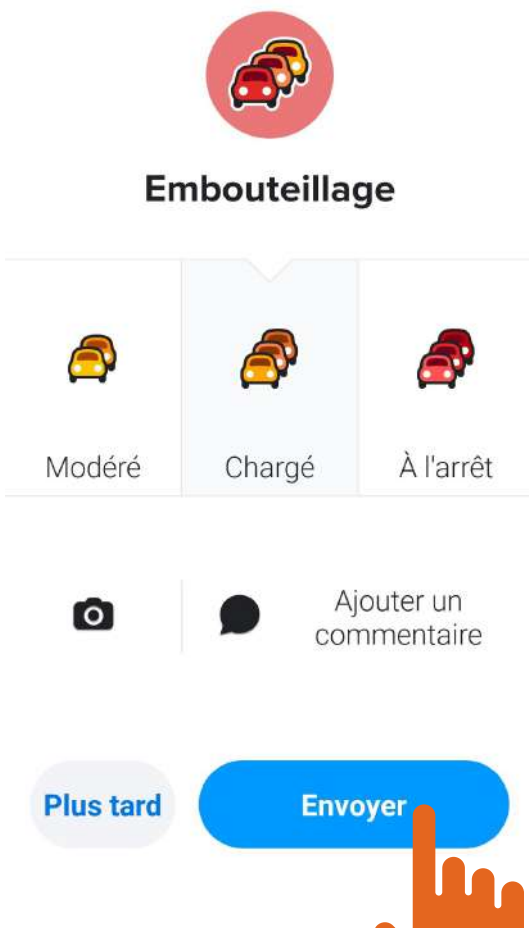 Embouteillage
Modéré
Chargé
À l'arrêt
Ajouter un
commentaire
Plus tard
Envoyer